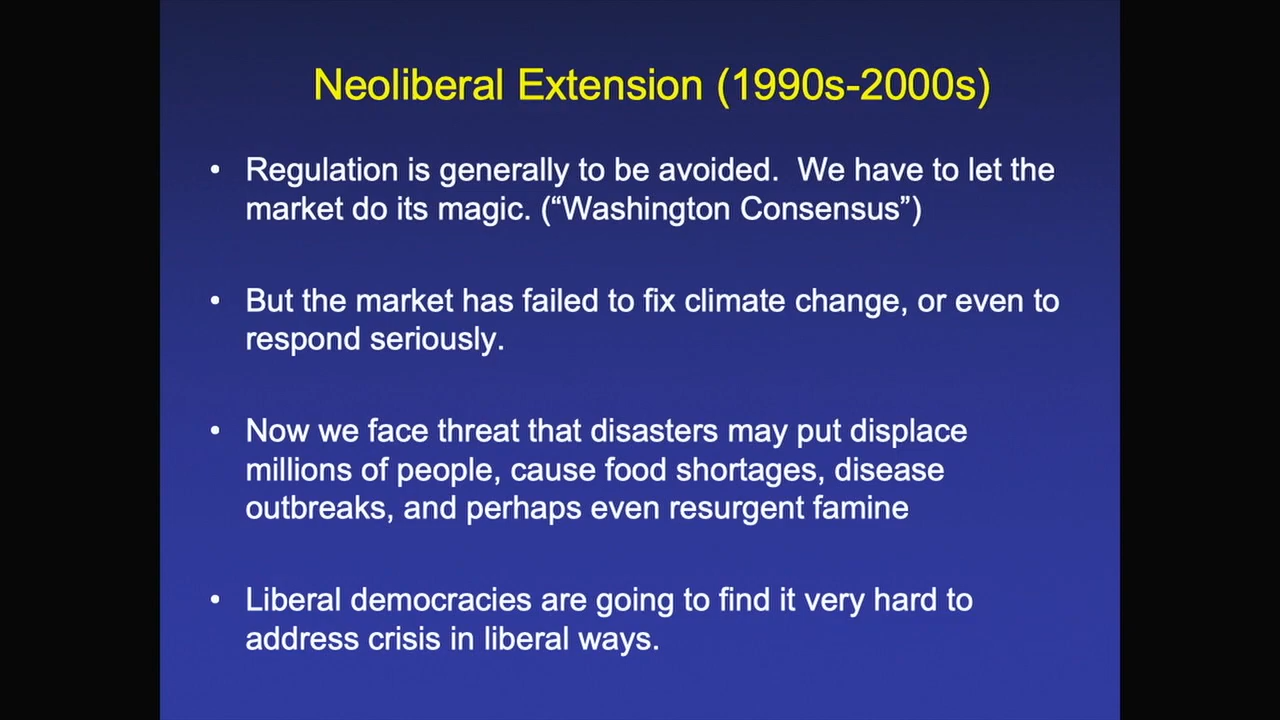 Neoliberal Extension (1990s-2000s)
• Regulation is generally to be avoided.  We have to let the
market do its magic. (“Washington Consensus”)
• But the market has failed to fix climate change, or even to
respond seriously.
• Now we face threat that disasters may put displace
millions of people, cause food shortages, disease
outbreaks, and perhaps even resurgent famine
• Liberal democracies are going to find it very hard to
address crisis in liberal ways.